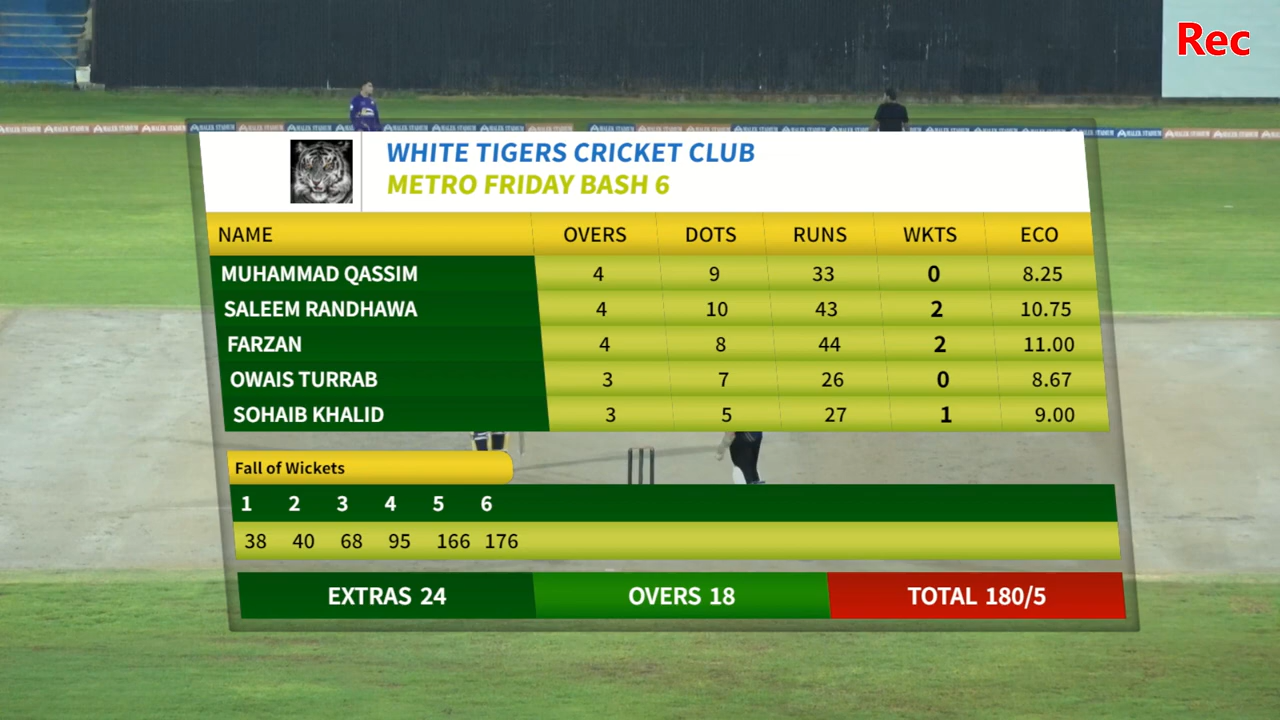 Rec
WHITE TIGERS CRICKET CLUB
METRO FRIDAY BASH 6
NAME OVERS DOTS RUNS WKTS ECO
MUHAMMAD QASSIM 4 9 33 0 8.25
SALEEM RANDHAWA 4 10 43 2 10.75
FARZAN 4 8 44 2 11.00
OWAIS TURRAB 3 7 26 0 8.67
SOHAIB KHALID 3 5 27 1 9.00
Fall of Wickets
1 2 3 4 5 6
38 40 68 95 166 176
EXTRAS 24 OVERS 18 TOTAL 180/5